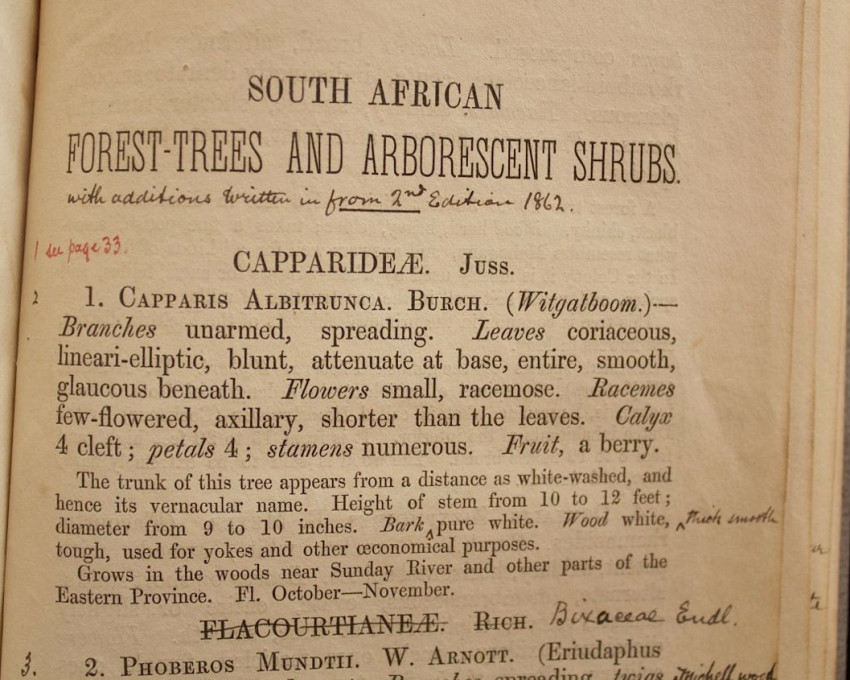 SOUTH AFRICAN
FOREST-TREES AND ARBORESCENT SHRUBS.
with additions written in from 2nd Edition 1862.
1 see page 33.
CAPPARIDEÆ. Juss.
2 1. Capparis Albitrunca. Burch. (Witgatboom.)—
Branches unarmed, spreading. Leaves coriaceous,
lineari-elliptic, blunt, attenuate at base, entire, smooth,
glaucous beneath. Flowers small, racemose. Racemes
few-flowered, axillary, shorter than the leaves. Calyx
4 cleft; petals 4; stamens numerous. Fruit, a berry.
The trunk of this tree appears from a distance as white-washed, and
hence its vernacular name. Height of stem from 10 to 12 feet;
diameter from 9 to 10 inches. Bark pure white. Wood white, thick smooth
tough, used for yokes and other œconomical purposes.
Grows in the woods near Sunday River and other parts of the
Eastern Province. Fl. October—November.
FLACOURTIANEÆ. Rich. Bixaceae Endl.
3. 2. Phoberos Mundtii. W. Arnott. (Eriudaphus
spreading, twigs